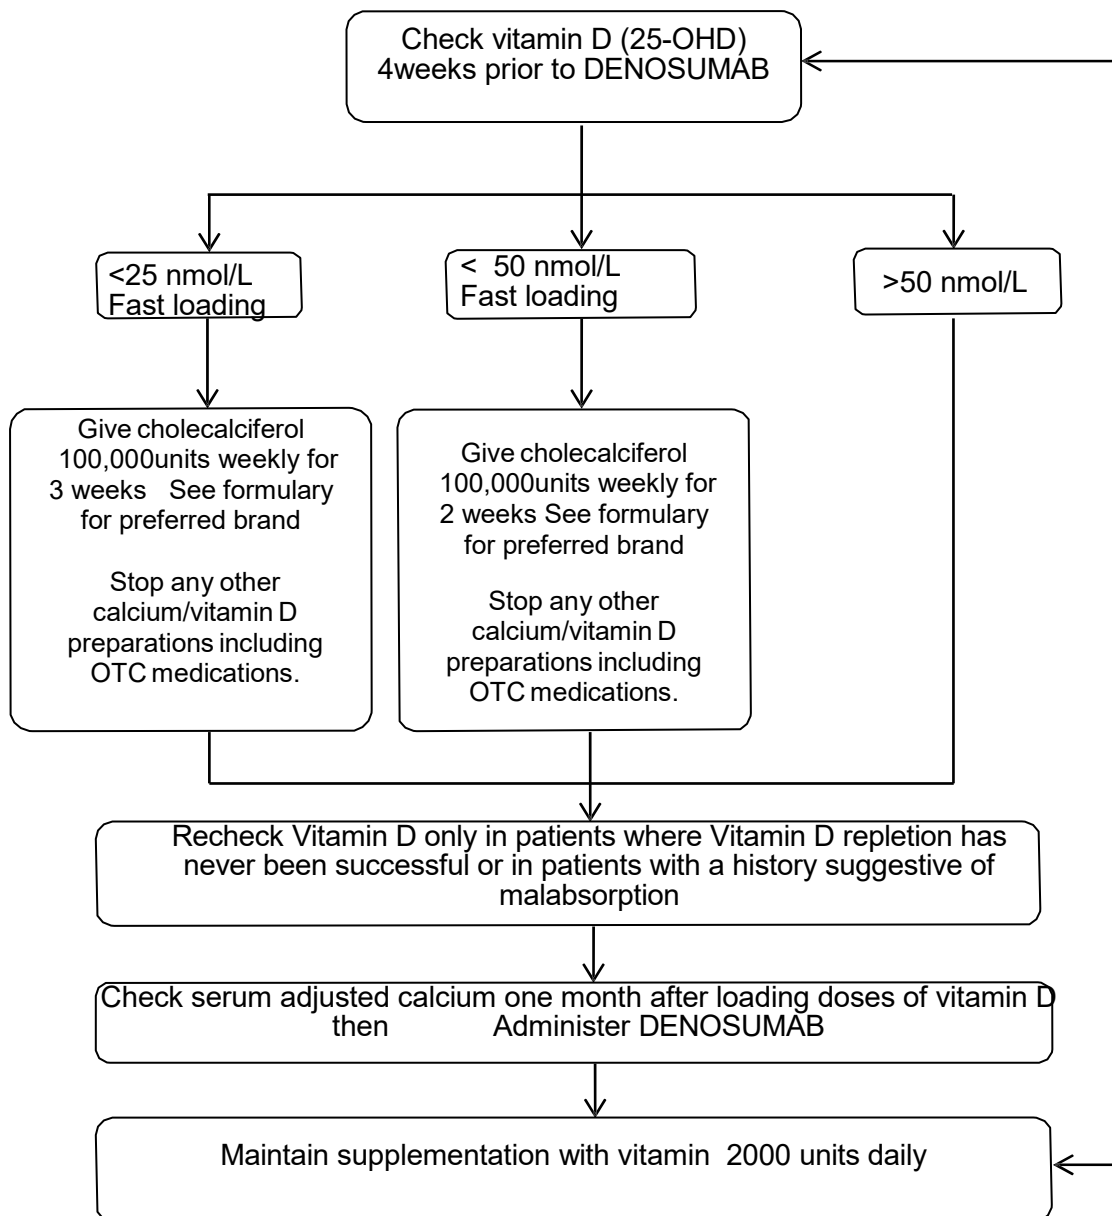 Check vitamin D (25-OHD)
4weeks prior to DENOSUMAB
<25 nmol/L
Fast loading
< 50 nmol/L
Fast loading
>50 nmol/L
Give cholecalciferol
100,000units weekly for
3 weeks See formulary
for preferred brand
Stop any other
calcium/vitamin D
preparations including
OTC medications.
Give cholecalciferol
100,000units weekly for
2 weeks See formulary
for preferred brand
Stop any other
calcium/vitamin D
preparations including
OTC medications.
Recheck Vitamin D only in patients where Vitamin D repletion has
never been successful or in patients with a history suggestive of
malabsorption
Check serum adjusted calcium one month after loading doses of vitamin D
then Administer DENOSUMAB
Maintain supplementation with vitamin 2000 units daily